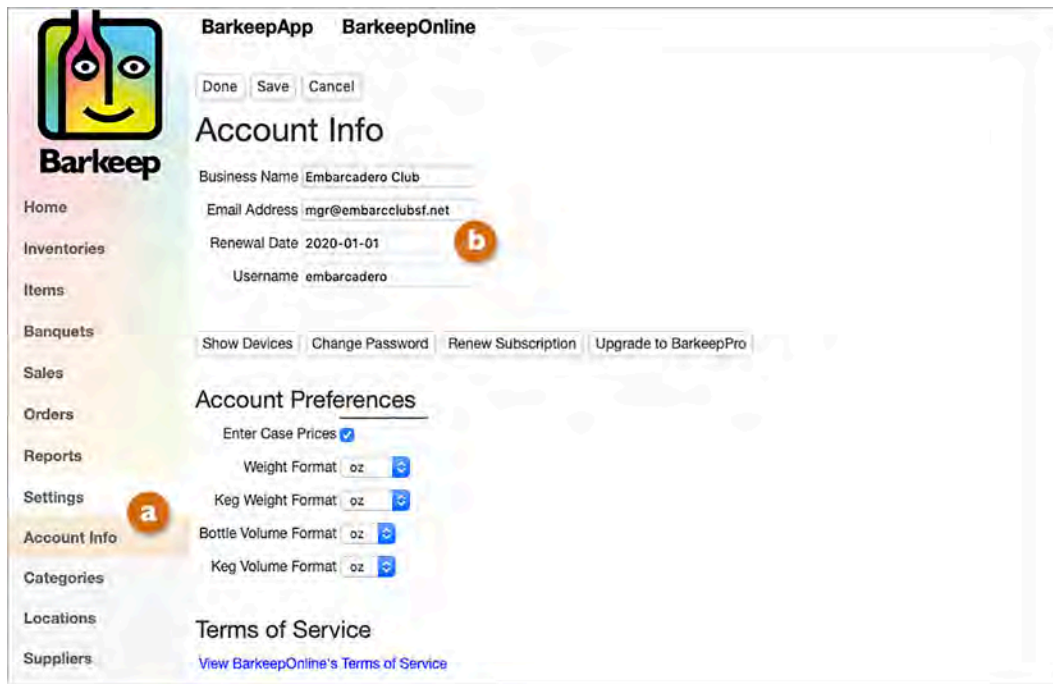 BarkeepApp BarkeepOnline
Done Save Cancel
Account Info
Barkeep
Business Name Embarcadero Club
Email Address mgr@embarcclubsf.net
Renewal Date 2020-01-01
b
Username embarcadero
Show Devices Change Password Renew Subscription Upgrade to BarkeepPro
Account Preferences
Enter Case Prices
Weight Format oz
Keg Weight Format oz
Bottle Volume Format oz
Keg Volume Format oz
Terms of Service
View BarkeepOnline's Terms of Service
Home
Inventories
Items
Banquets
Sales
Orders
Reports
Settings
a
Account Info
Categories
Locations
Suppliers